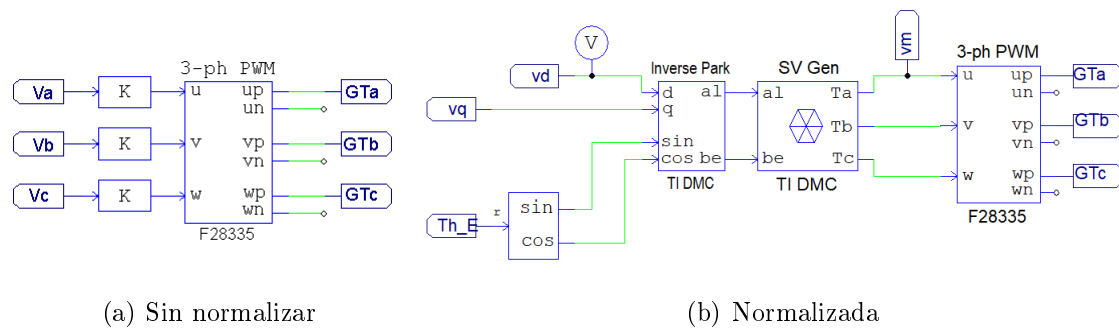 3-ph PWM
Va
K
u
up
GTa
un
Vb
K
v
vp
GTb
vn
Vc
K
w
wp
GTc
wn
F28335
(a) Sin normalizar
V
vd
vq
Inverse Park
d
al
q
sin
cos
be
TI DMC
Th_E
r
sin
cos
SV Gen
al
Ta
Tb
be
Tc
TI DMC
vm
3-ph PWM
u
up
GTa
un
v
vp
GTb
vn
w
wp
GTc
wn
F28335
(b) Normalizada